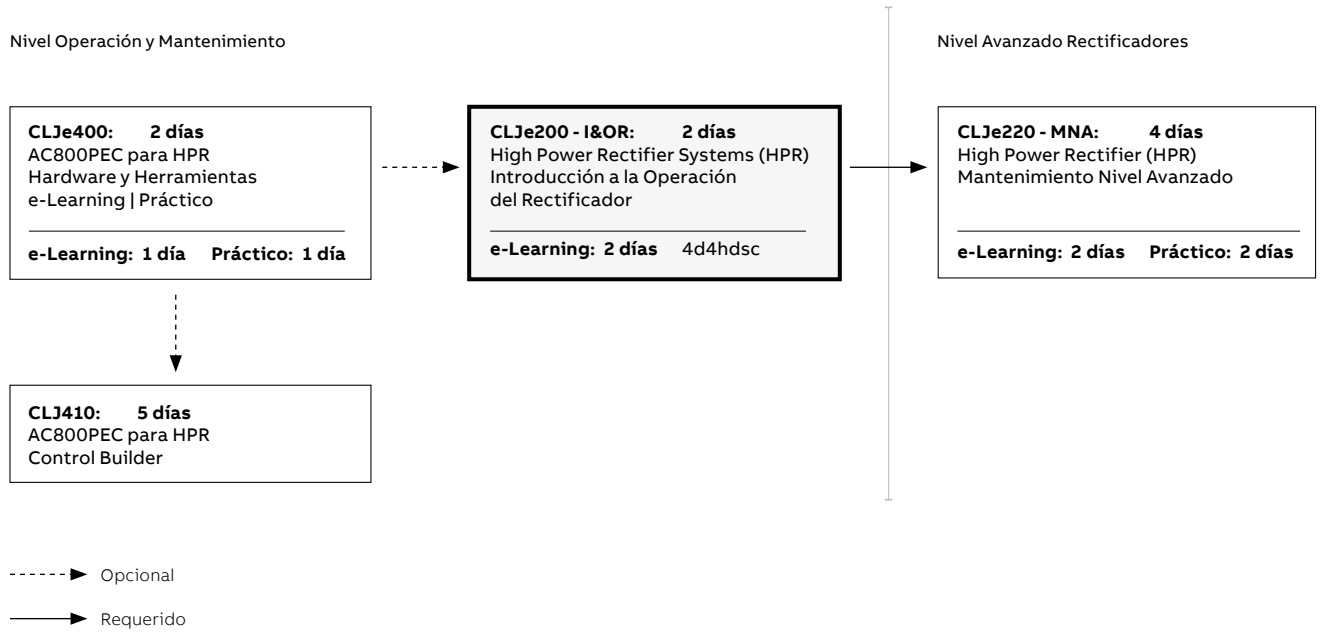 Nivel Operación y Mantenimiento
Nivel Avanzado Rectificadores
CLJe400: 2 días
AC800PEC para HPR
Hardware y Herramientas
e-Learning | Práctico
e-Learning: 1 día Práctico: 1 día
CLJe200 - I&OR: 2 días
High Power Rectifier Systems (HPR)
Introducción a la Operación
del Rectificador
e-Learning: 2 días 4d4hdsc
CLJe220 - MNA: 4 días
High Power Rectifier (HPR)
Mantenimiento Nivel Avanzado
e-Learning: 2 días Práctico: 2 días
CLJ410: 5 días
AC800PEC para HPR
Control Builder
Opcional
Requerido